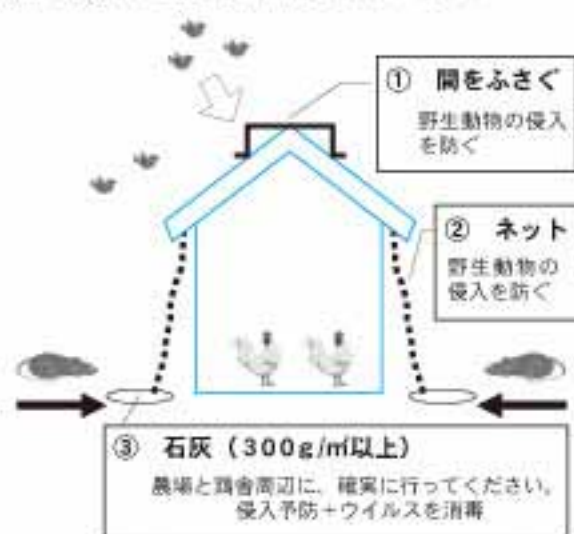 ① 間をふさぐ
野生動物の侵入
を防ぐ
② ネット
野生動物の
侵入を防ぐ
③ 石灰（300g/㎡以上）
農場と鶏舎周辺に、確実に行ってください。
侵入予防＋ウイルスを消毒